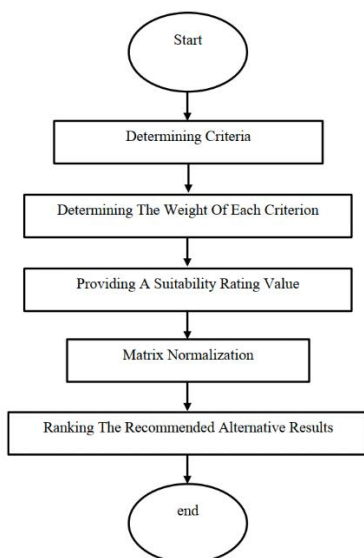 Start
Determining Criteria
Determining The Weight Of Each Criterion
Providing A Suitability Rating Value
Matrix Normalization
Ranking The Recommended Alternative Results
end